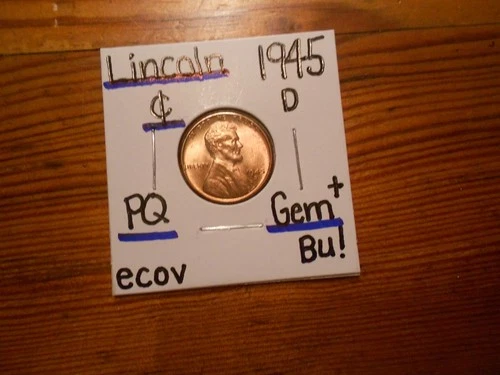 Lincoln 1945
¢ D
PQ Gem+
Bu!
ecov